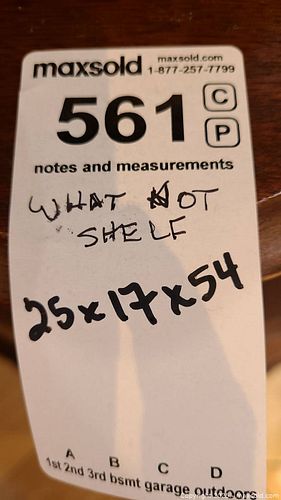 maxsold maxsold.com
1-877-257-7799
561 C
P
notes and measurements
WHAT NOT
SHELF
25x17x54
A B C D
1st 2nd 3rd bsmt garage outdoors